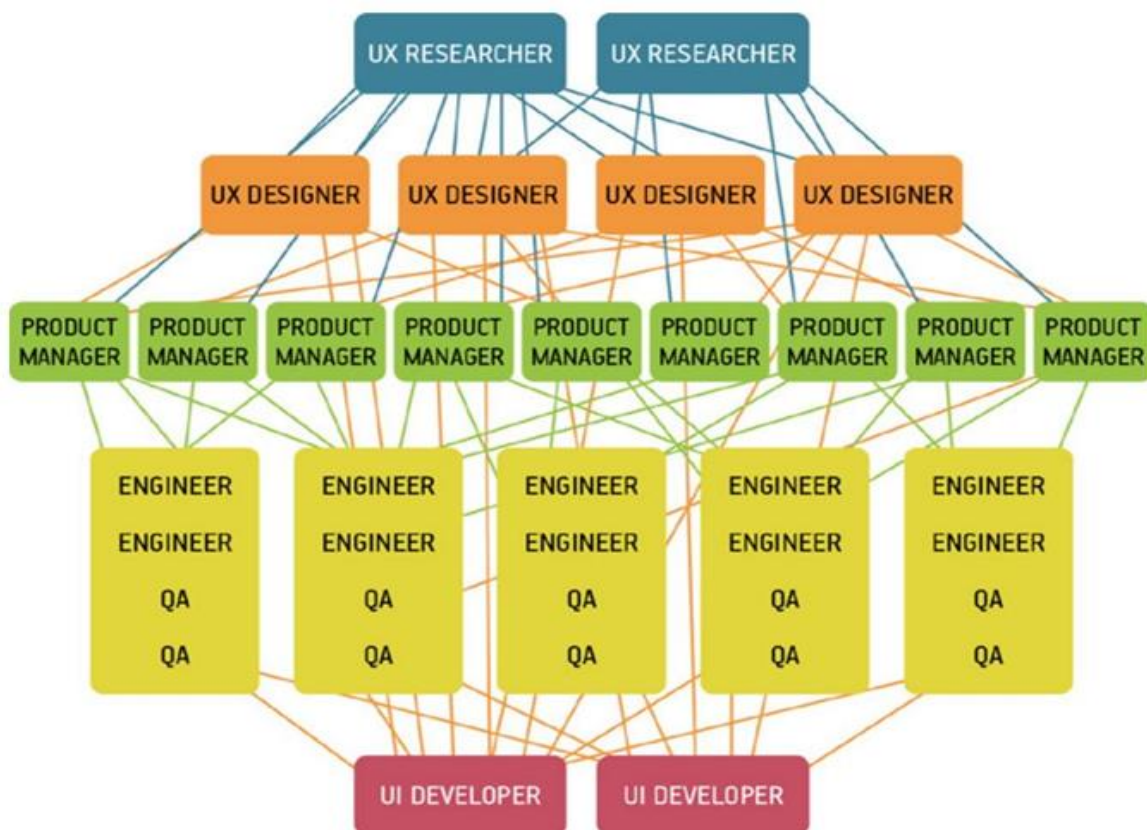 UX RESEARCHER
UX RESEARCHER
UX DESIGNER
UX DESIGNER
UX DESIGNER
UX DESIGNER
PRODUCT
MANAGER
PRODUCT
MANAGER
PRODUCT
MANAGER
PRODUCT
MANAGER
PRODUCT
MANAGER
PRODUCT
MANAGER
PRODUCT
MANAGER
PRODUCT
MANAGER
PRODUCT
MANAGER
ENGINEER
ENGINEER
QA
QA
ENGINEER
ENGINEER
QA
QA
ENGINEER
ENGINEER
QA
QA
ENGINEER
ENGINEER
QA
QA
ENGINEER
ENGINEER
QA
QA
UI DEVELOPER
UI DEVELOPER